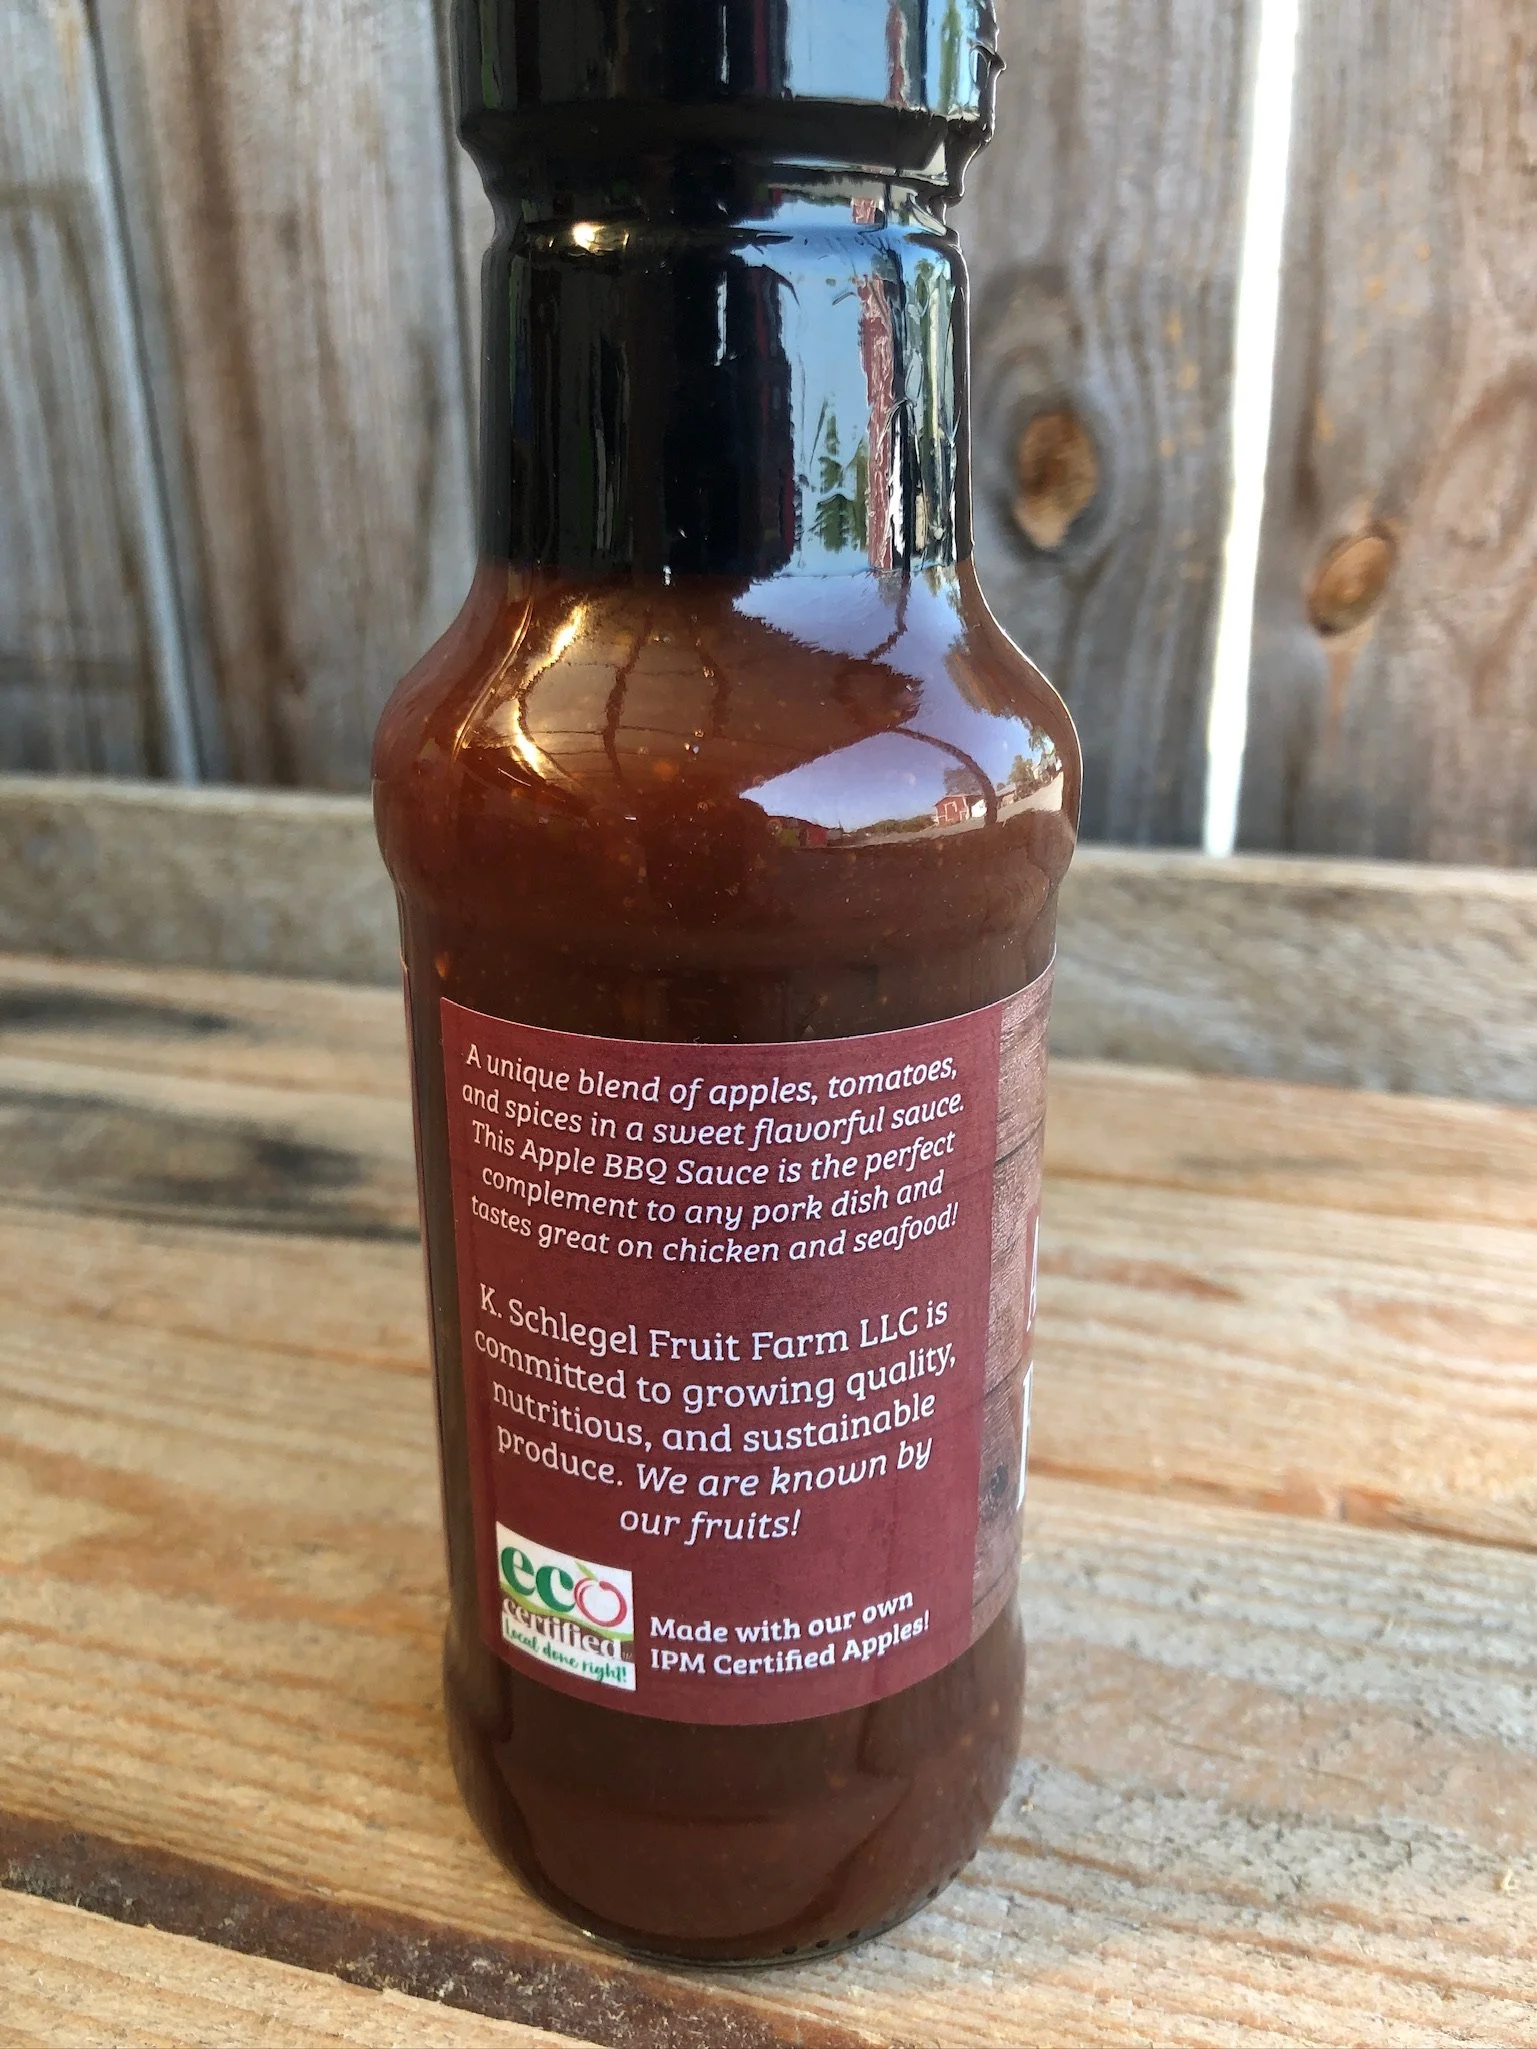 A unique blend of apples, tomatoes,
and spices in a sweet flavorful sauce.
This Apple BBQ Sauce is the perfect
complement to any pork dish and
tastes great on chicken and seafood!
K. Schlegel Fruit Farm LLC is
committed to growing quality,
nutritious, and sustainable
produce. We are known by
our fruits!
eco
certified
Local done right!
Made with our own
IPM Certified Apples!